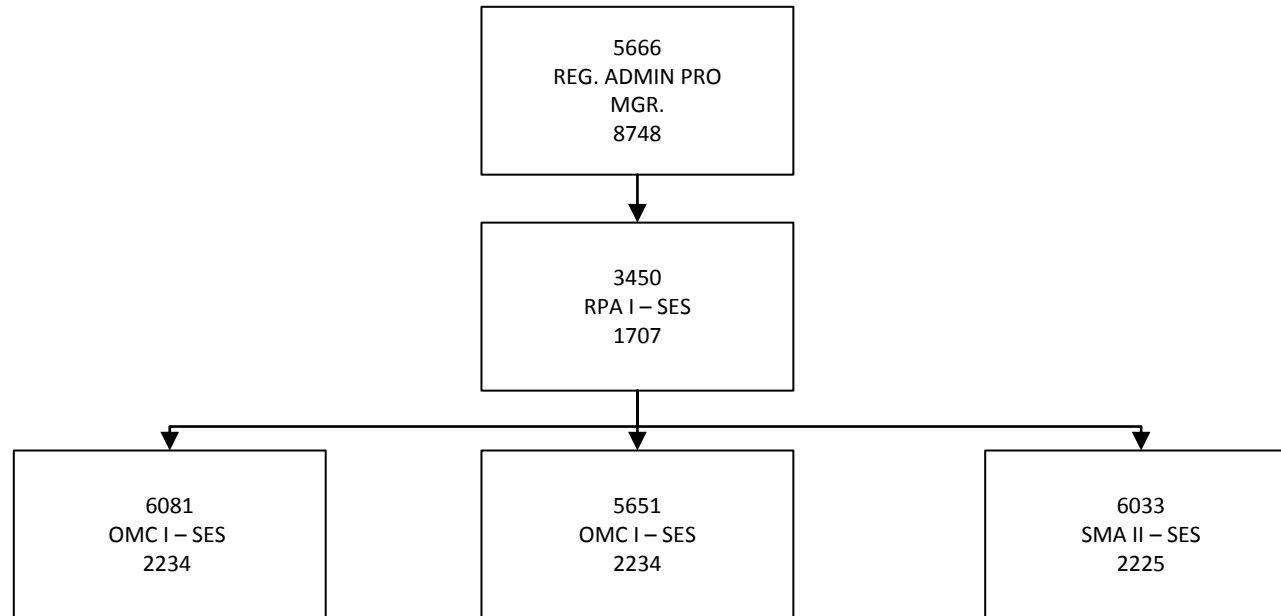 5666
REG. ADMIN PRO
MGR.
8748
3450
RPA I – SES
1707
6081
OMC I – SES
2234
5651
OMC I – SES
2234
6033
SMA II – SES
2225